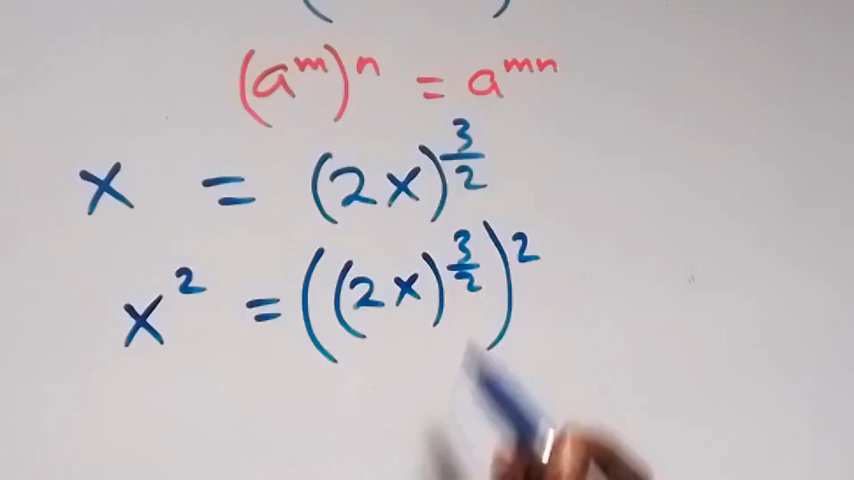 (a^m)^n = a^{mn}
x = (2x)^{3/2}
x^2 = ((2x)^{3/2})^2